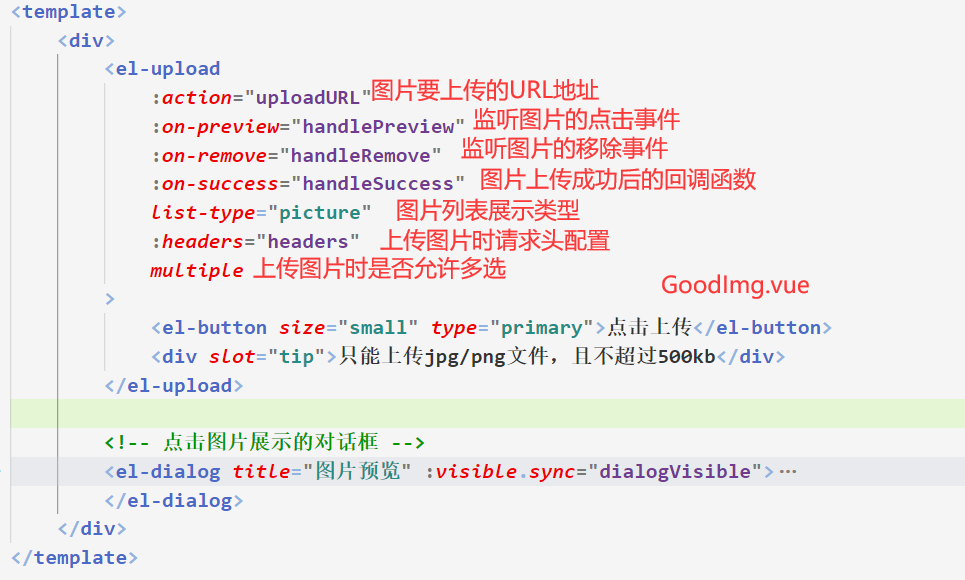 <template>
<div>
<el-upload
:action="uploadURL" 图片要上传的URL地址
:on-preview="handlePreview" 监听图片的点击事件
:on-remove="handleRemove" 监听图片的移除事件
:on-success="handleSuccess" 图片上传成功后的回调函数
list-type="picture" 图片列表展示类型
:headers="headers" 上传图片时请求头配置
multiple 上传图片时是否允许多选
GoodImg.vue
>
<el-button size="small" type="primary">点击上传</el-button>
<div slot="tip">只能上传jpg/png文件，且不超过500kb</div>
</el-upload>
<!-- 点击图片展示的对话框 -->
<el-dialog title="图片预览" :visible.sync="dialogVisible">…
</el-dialog>
</div>
</template>